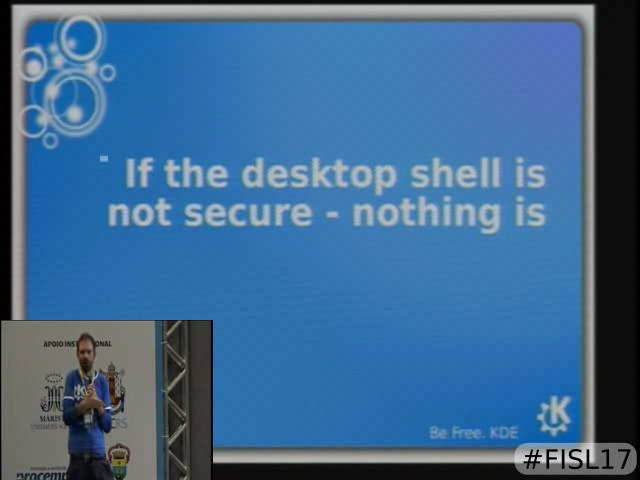 If the desktop shell is
not secure - nothing is
APOIO INSTITUCIONAL
Be Free. KDE
#FISL17